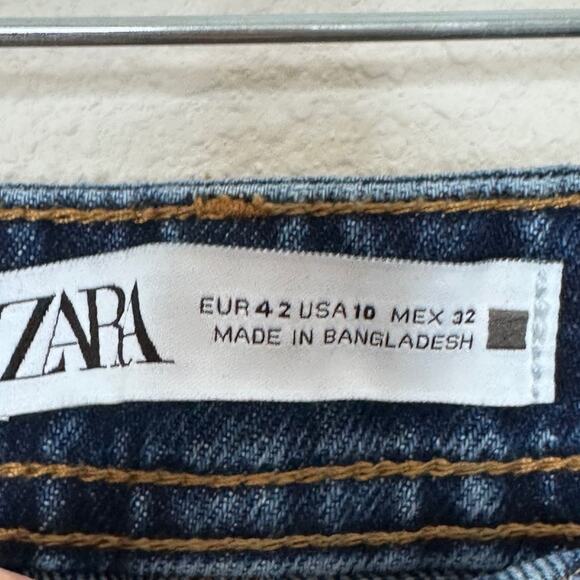 ZARA
EUR 42 USA 10 MEX 32
MADE IN BANGLADESH